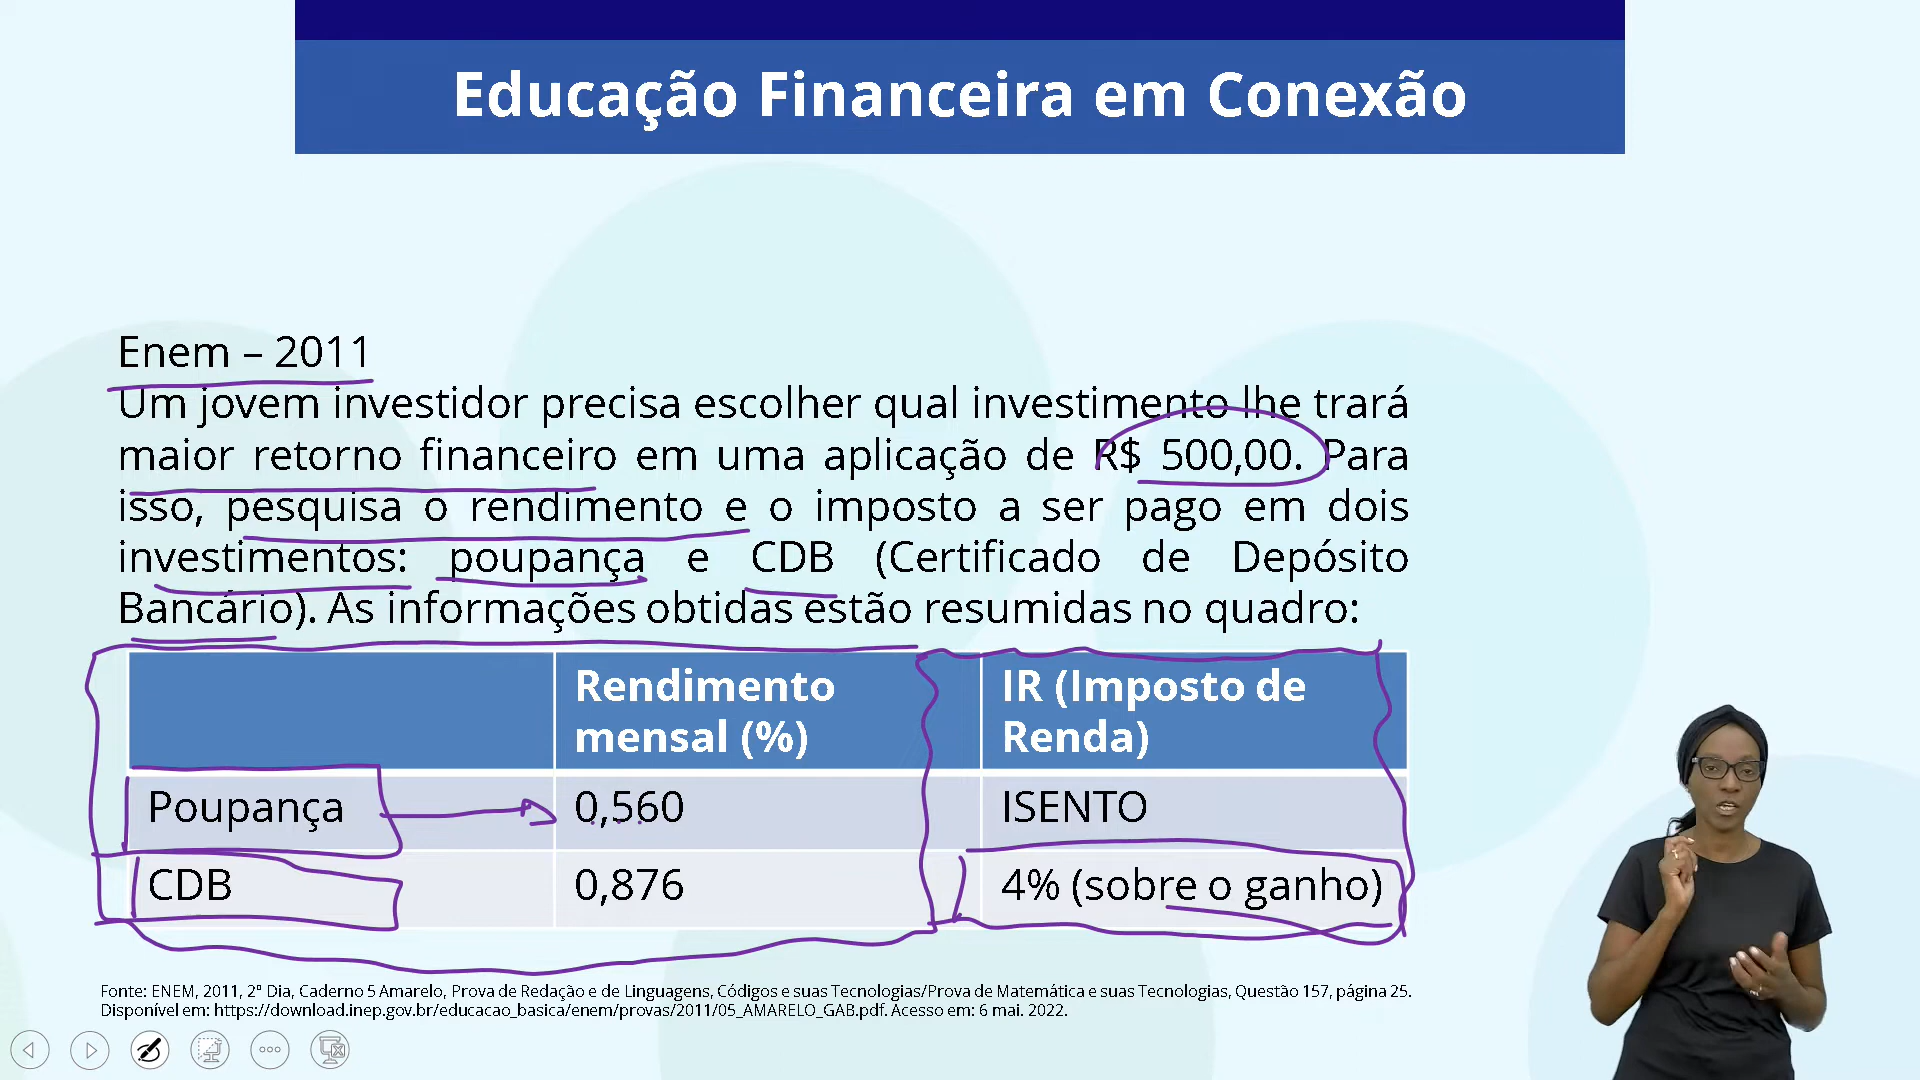 Educação Financeira em Conexão
Enem – 2011
Um jovem investidor precisa escolher qual investimento lhe trará
maior retorno financeiro em uma aplicação de R$ 500,00. Para
isso, pesquisa o rendimento e o imposto a ser pago em dois
investimentos: poupança e CDB (Certificado de Depósito
Bancário). As informações obtidas estão resumidas no quadro:
Rendimento mensal (%)
IR (Imposto de Renda)
Poupança 0,560 ISENTO
CDB 0,876 4% (sobre o ganho)
Fonte: ENEM, 2011, 2° Dia, Caderno 5 Amarelo, Prova de Redação e de Linguagens, Códigos e suas Tecnologias/Prova de Matemática e suas Tecnologias, Questão 157, página 25.
Disponível em: https://download.inep.gov.br/educacao_basica/enem/provas/2011/05_AMARELO_GAB.pdf. Acesso em: 6 mai. 2022.